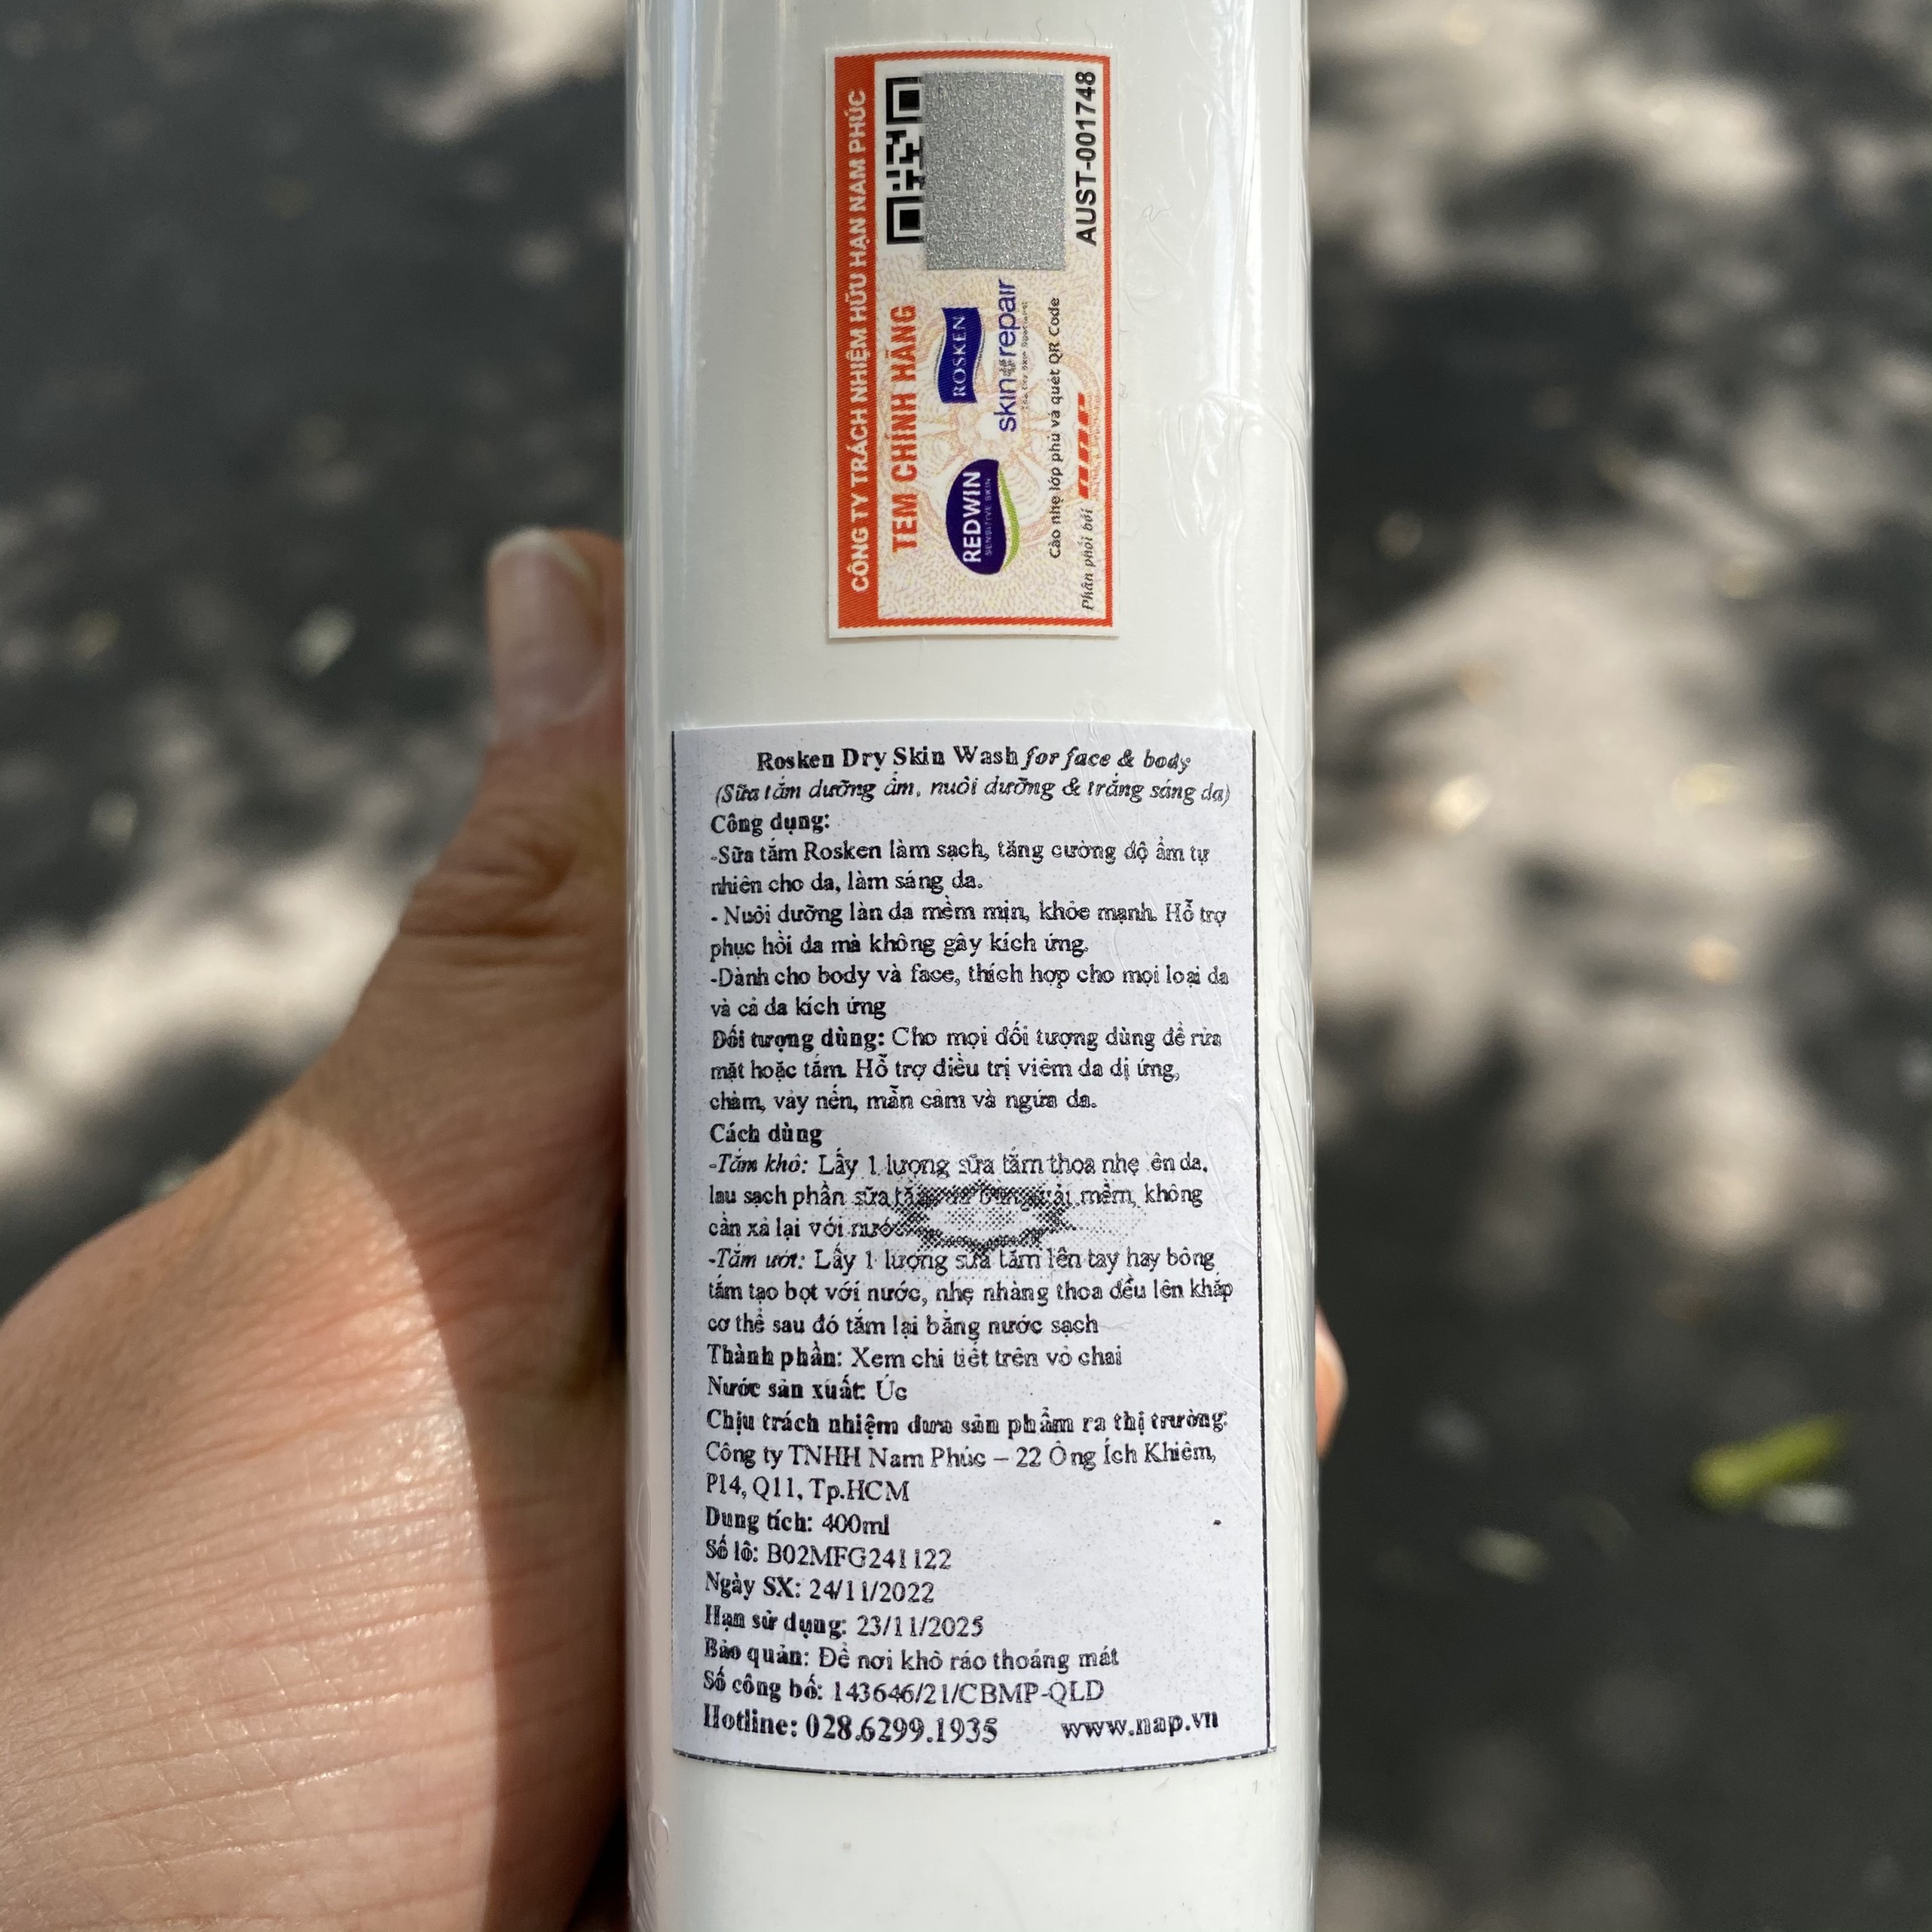 CÔNG TY TRÁCH NHIỆM HỮU HẠN NAM PHÚC
TEM CHÍNH HÃNG
REDWIN
SENSITIVE SKIN
ROSKEN
skin repair
Cào nhẹ lớp phủ và quét QR Code
Phân phối bởi
AUST-001748
Rosken Dry Skin Wash for face & body
(Sữa tắm dưỡng ẩm, nuôi dưỡng & trắng sáng da)
Công dụng:
-Sữa tắm Rosken làm sạch, tăng cường độ ẩm tự
nhiên cho da, làm sáng da.
- Nuôi dưỡng làn da mềm mịn, khỏe mạnh. Hỗ trợ
phục hồi da mà không gây kích ứng.
-Dành cho body và face, thích hợp cho mọi loại da
và cả da kích ứng
Đối tượng dùng: Cho mọi đối tượng dùng để rửa
mặt hoặc tắm. Hỗ trợ điều trị viêm da dị ứng,
chàm, vảy nến, mẫn cảm và ngứa da.
Cách dùng
-Tắm khô: Lấy 1 lượng sữa tắm thoa nhẹ lên da,
lau sạch phần sữa mềm, không
cần xả lại với nước
-Tắm ướt: Lấy 1 lượng sữa tắm lên tay hay bông
tắm tạo bọt với nước, nhẹ nhàng thoa đều lên khắp
cơ thể sau đó tắm lại bằng nước sạch
Thành phần: Xem chi tiết trên vỏ chai
Nước sản xuất: Úc
Chịu trách nhiệm đưa sản phẩm ra thị trường:
Công ty TNHH Nam Phúc – 22 Ông Ích Khiêm,
P14, Q11, Tp.HCM
Dung tích: 400ml
Số lô: B02MFG241122
Ngày SX: 24/11/2022
Hạn sử dụng: 23/11/2025
Bảo quản: Để nơi khô ráo thoáng mát
Số công bố: 143646/21/CBMP-QLD
Hotline: 028.6299.1935 www.nap.vn